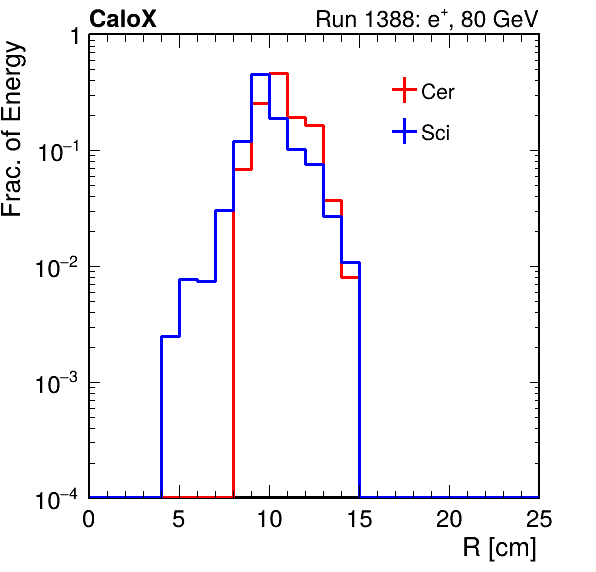 CaloX Run 1388: e⁺, 80 GeV
Frac. of Energy
1
10⁻¹
10⁻²
10⁻³
10⁻⁴
Cer
Sci
0 5 10 15 20 25
R [cm]